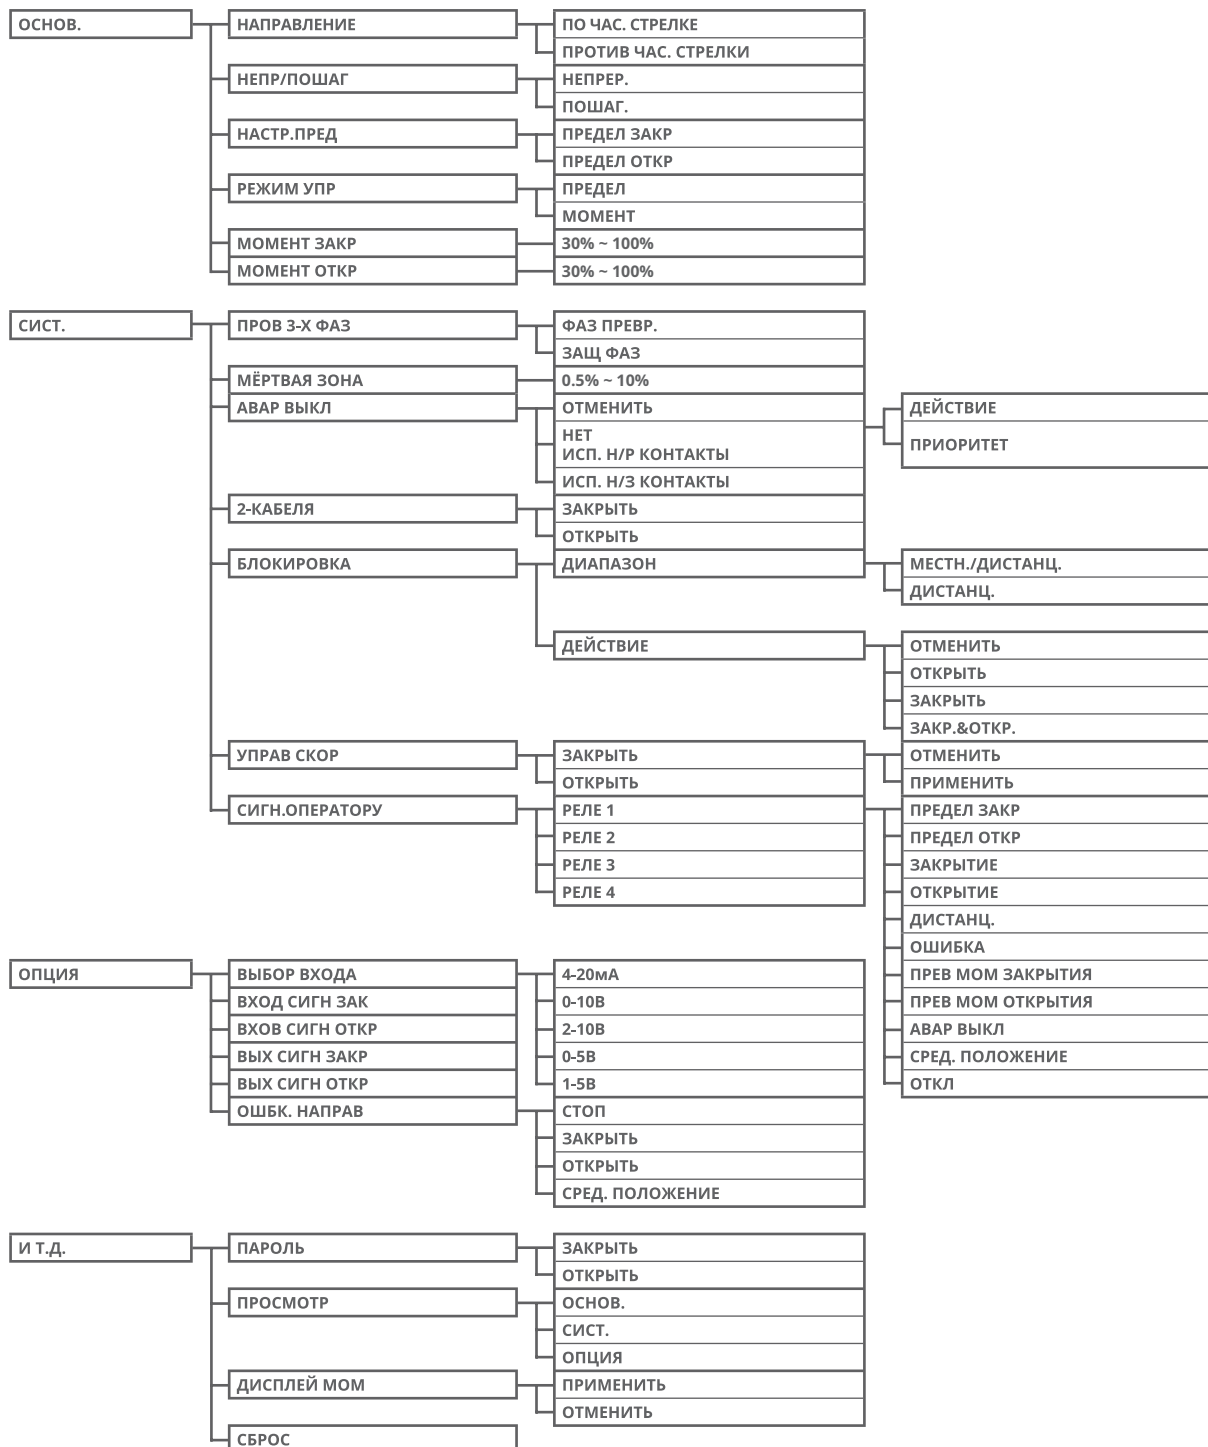 ОСНОВ.
НАПРАВЛЕНИЕ
ПО ЧАС. СТРЕЛКЕ
ПРОТИВ ЧАС. СТРЕЛКИ
НЕПР/ПОШАГ
НЕПРЕР.
ПОШАГ.
НАСТР.ПРЕД
ПРЕДЕЛ ЗАКР
ПРЕДЕЛ ОТКР
РЕЖИМ УПР
ПРЕДЕЛ
МОМЕНТ
МОМЕНТ ЗАКР
30% ~ 100%
МОМЕНТ ОТКР
30% ~ 100%
СИСТ.
ПРОВ 3-Х ФАЗ
ФАЗ ПРЕВР.
ЗАЩ ФАЗ
МЁРТВАЯ ЗОНА
0.5% ~ 10%
АВАР ВЫКЛ
ОТМЕНИТЬ
НЕТ
ИСП. Н/Р КОНТАКТЫ
ИСП. Н/З КОНТАКТЫ
ДЕЙСТВИЕ
ПРИОРИТЕТ
2-КАБЕЛЯ
ЗАКРЫТЬ
ОТКРЫТЬ
БЛОКИРОВКА
ДИАПАЗОН
МЕСТН./ДИСТАНЦ.
ДИСТАНЦ.
ДЕЙСТВИЕ
ОТМЕНИТЬ
ОТКРЫТЬ
ЗАКРЫТЬ
ЗАКР.&ОТКР.
УПРАВ СКОР
ЗАКРЫТЬ
ОТКРЫТЬ
ОТМЕНИТЬ
ПРИМЕНИТЬ
СИГН.ОПЕРАТОРУ
РЕЛЕ 1
РЕЛЕ 2
РЕЛЕ 3
РЕЛЕ 4
ПРЕДЕЛ ЗАКР
ПРЕДЕЛ ОТКР
ЗАКРЫТИЕ
ОТКРЫТИЕ
ДИСТАНЦ.
ОШИБКА
ПРЕВ МОМ ЗАКРЫТИЯ
ПРЕВ МОМ ОТКРЫТИЯ
АВАР ВЫКЛ
СРЕД. ПОЛОЖЕНИЕ
ОТКЛ
ОПЦИЯ
ВЫБОР ВХОДА
4-20мА
0-10В
2-10В
0-5В
1-5В
ВХОД СИГН ЗАК
ВХОВ СИГН ОТКР
ВЫХ СИГН ЗАКР
ВЫХ СИГН ОТКР
ОШБК. НАПРАВ
СТОП
ЗАКРЫТЬ
ОТКРЫТЬ
СРЕД. ПОЛОЖЕНИЕ
И Т.Д.
ПАРОЛЬ
ЗАКРЫТЬ
ОТКРЫТЬ
ПРОСМОТР
ОСНОВ.
СИСТ.
ОПЦИЯ
ДИСПЛЕЙ МОМ
ПРИМЕНИТЬ
ОТМЕНИТЬ
СБРОС